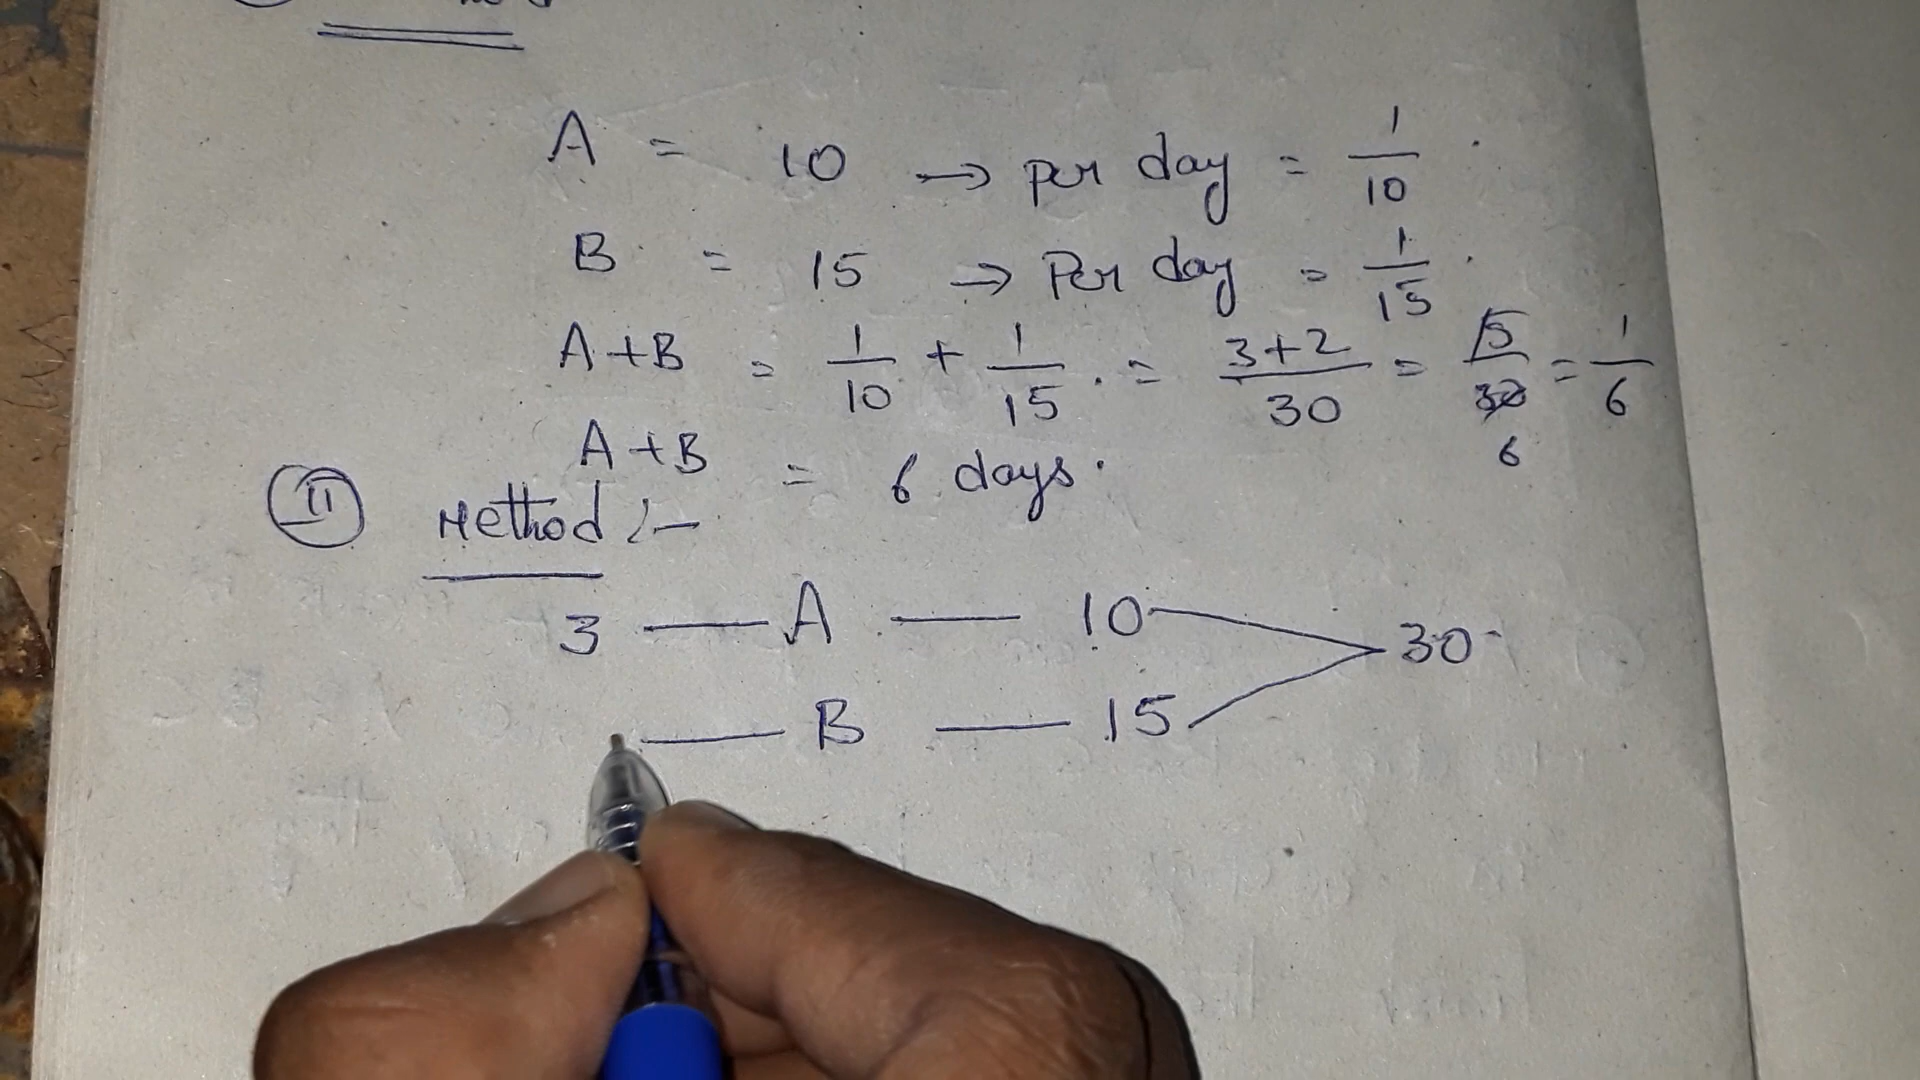 A = 10 → per day = 1/10.
B = 15 → Per day = 1/15.
A+B = 1/10 + 1/15. = 3+2/30 = 5/30 6 = 1/6
A+B = 6 days.
II Method :-
3 — A — 10 30
— B — 15